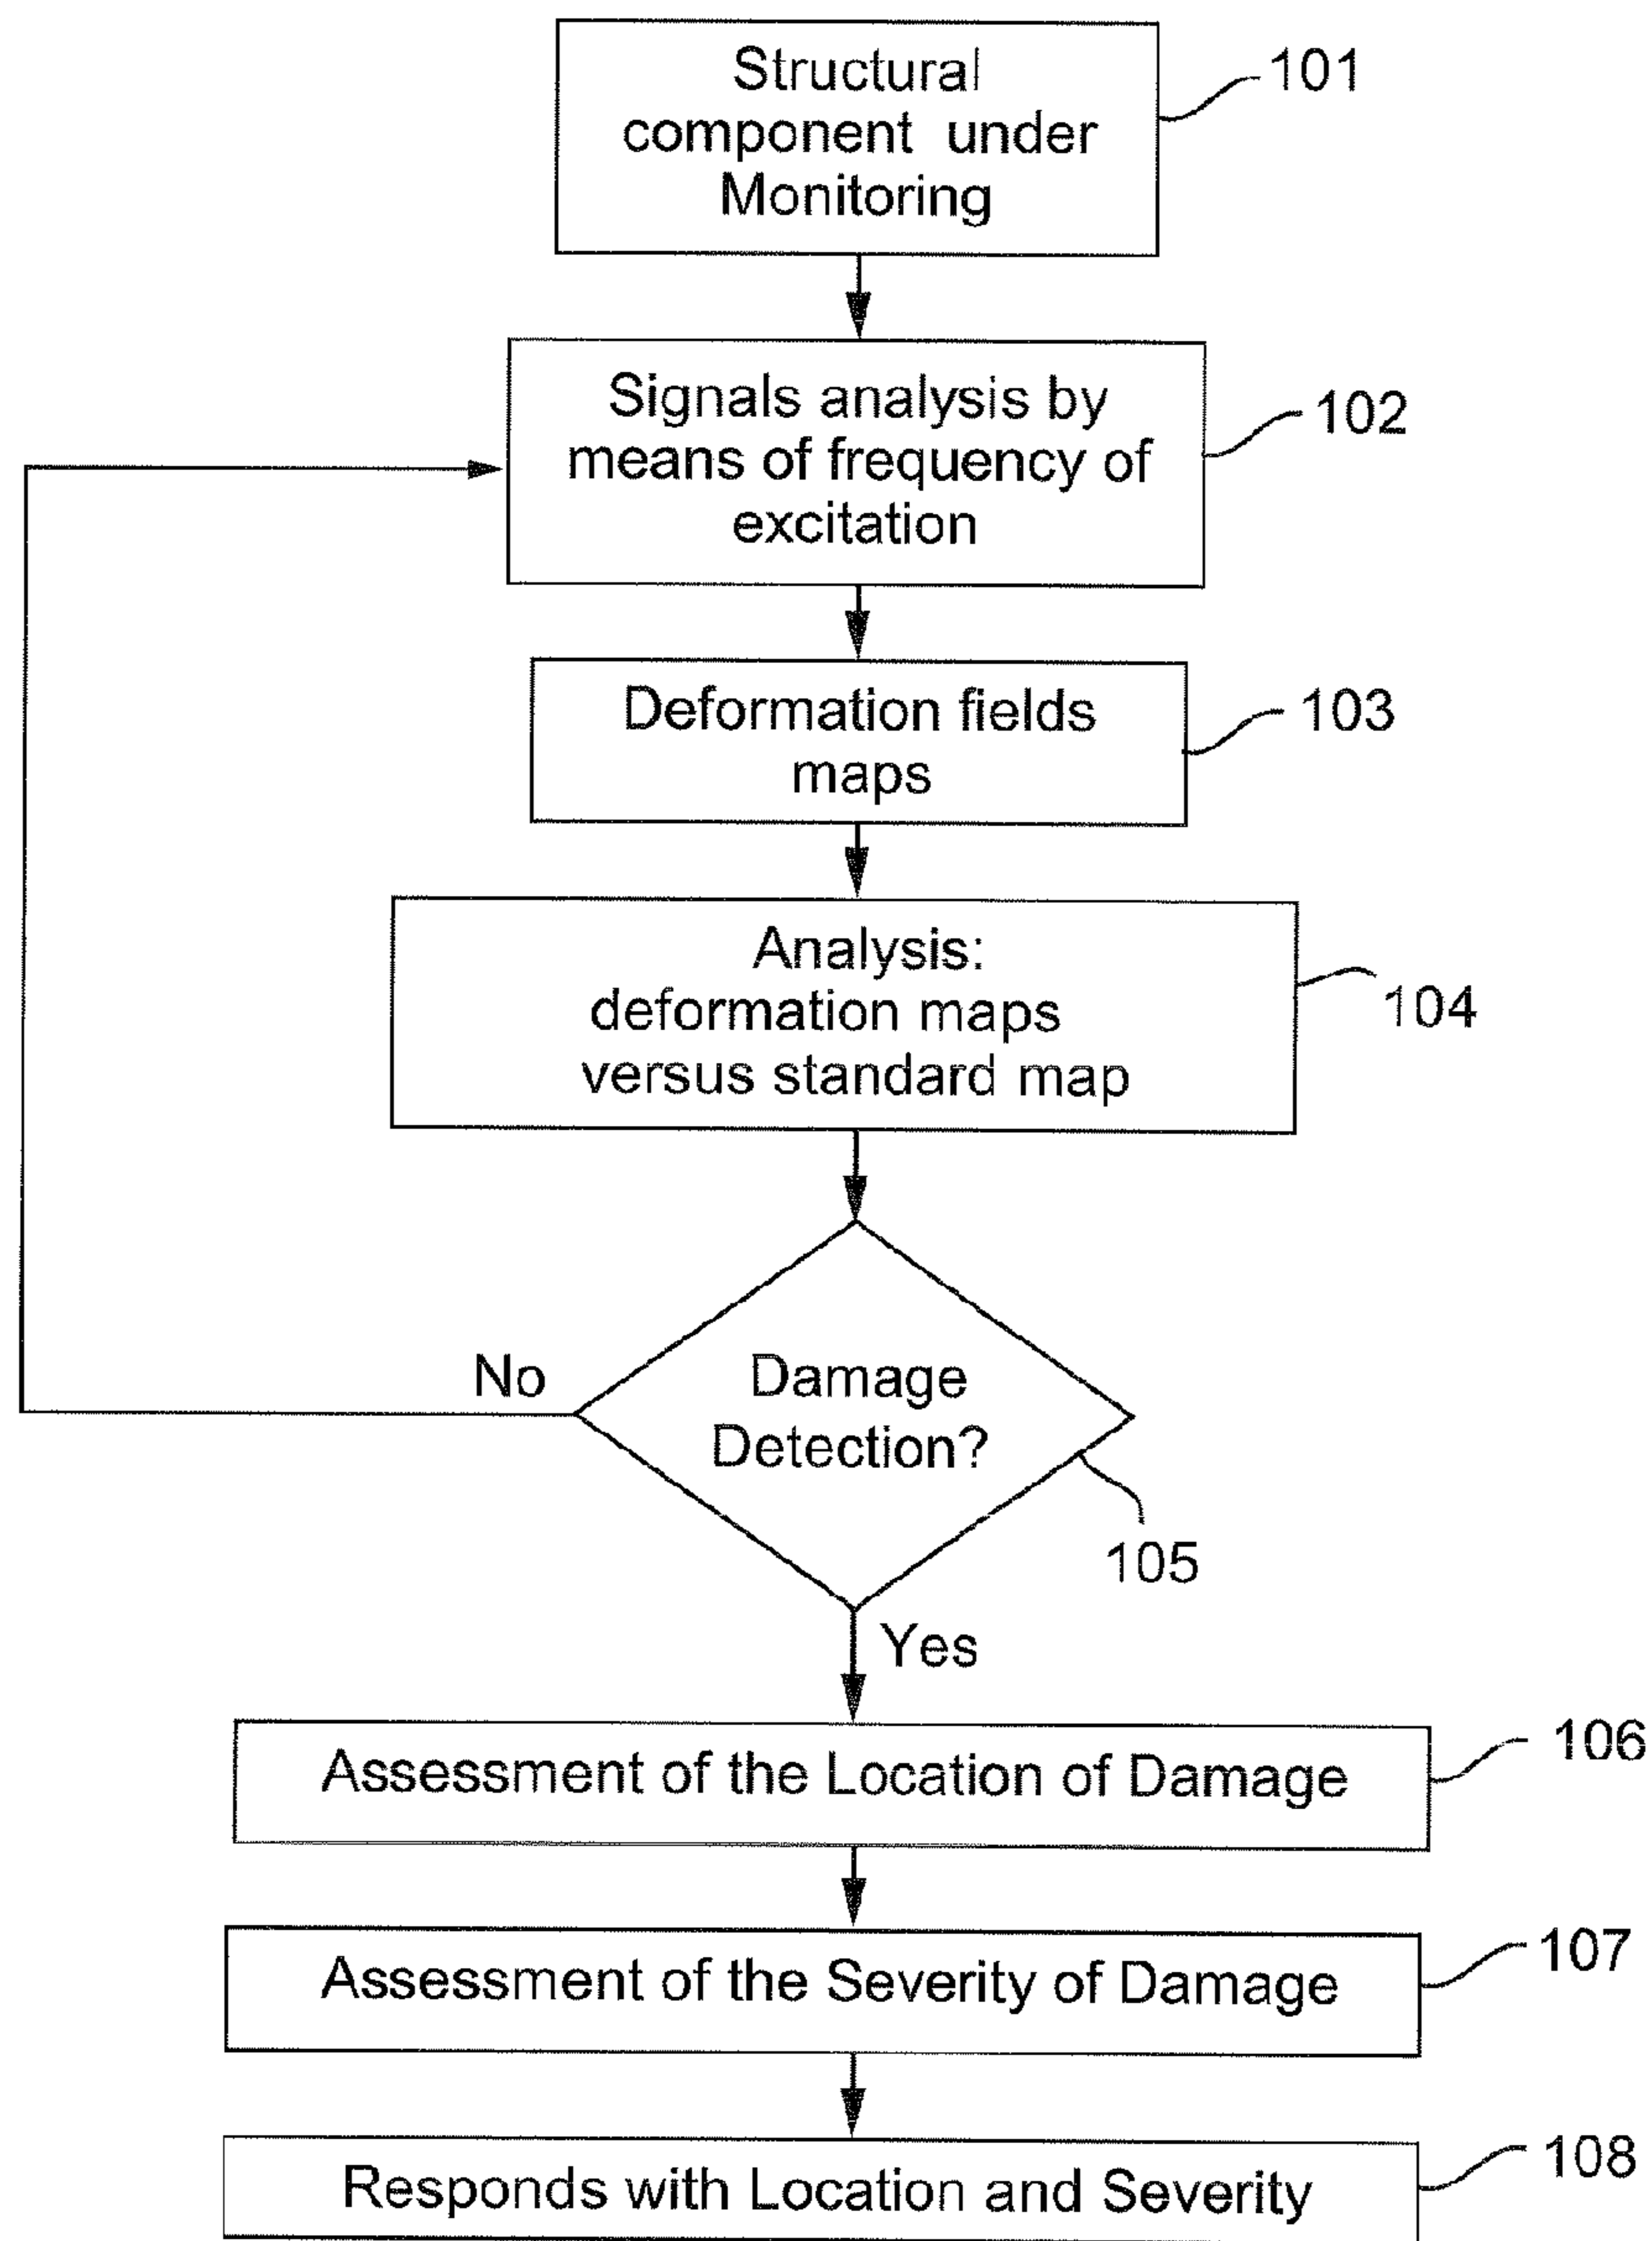 Structural
component under
Monitoring
101
Signals analysis by
means of frequency of
excitation
102
Deformation fields
maps
103
Analysis:
deformation maps
versus standard map
104
No
Damage
Detection?
105
Yes
Assessment of the Location of Damage
106
Assessment of the Severity of Damage
107
Responds with Location and Severity
108